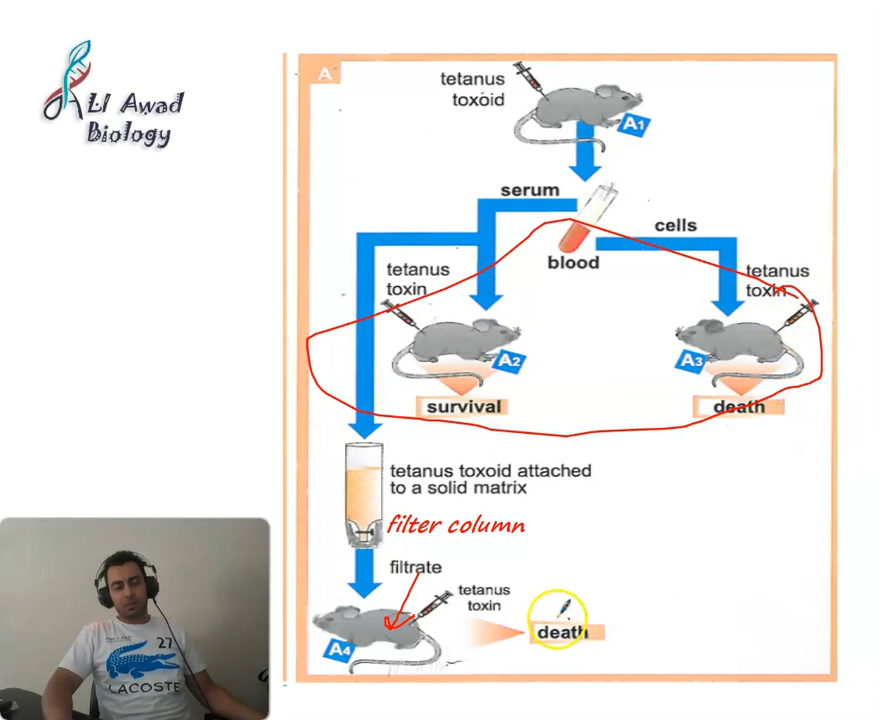 ALI Awad
Biology
A
tetanus
toxoid
A1
serum
cells
blood
tetanus
toxin
tetanus
toxin
A2
A3
survival
death
tetanus toxoid attached
to a solid matrix
filter column
filtrate
tetanus
toxin
death
A4
27
LACOSTE